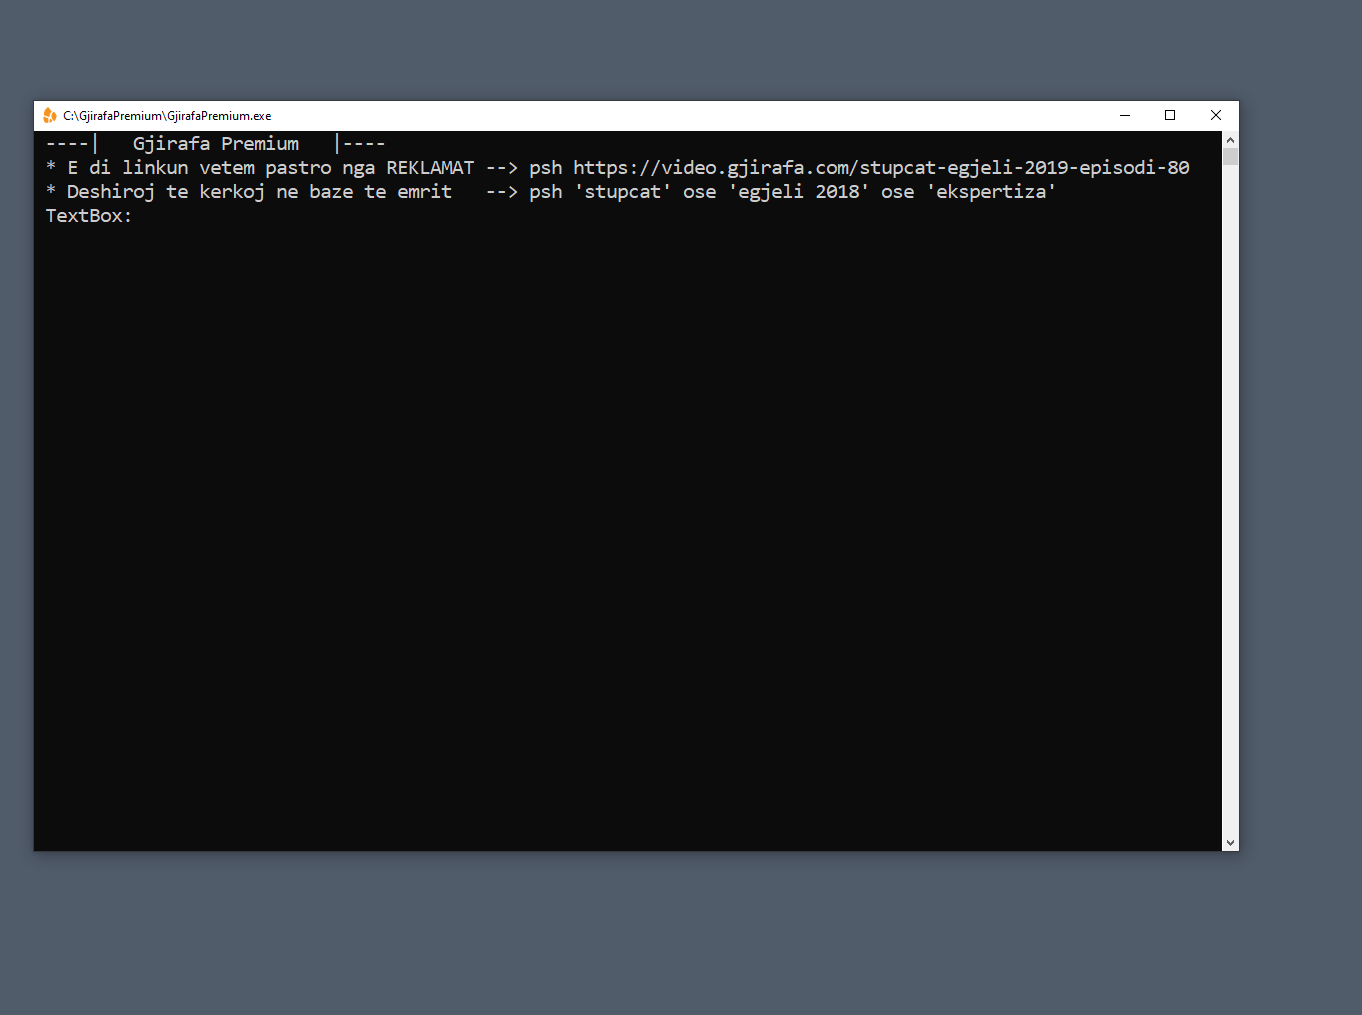 C:\GjirafaPremium\GjirafaPremium.exe
----|   Gjirafa Premium   |----
* E di linkun vetem pastro nga REKLAMAT --> psh https://video.gjirafa.com/stupcat-egjeli-2019-episodi-80
* Deshiroj te kerkoj ne baze te emrit   --> psh 'stupcat' ose 'egjeli 2018' ose 'ekspertiza'
TextBox: